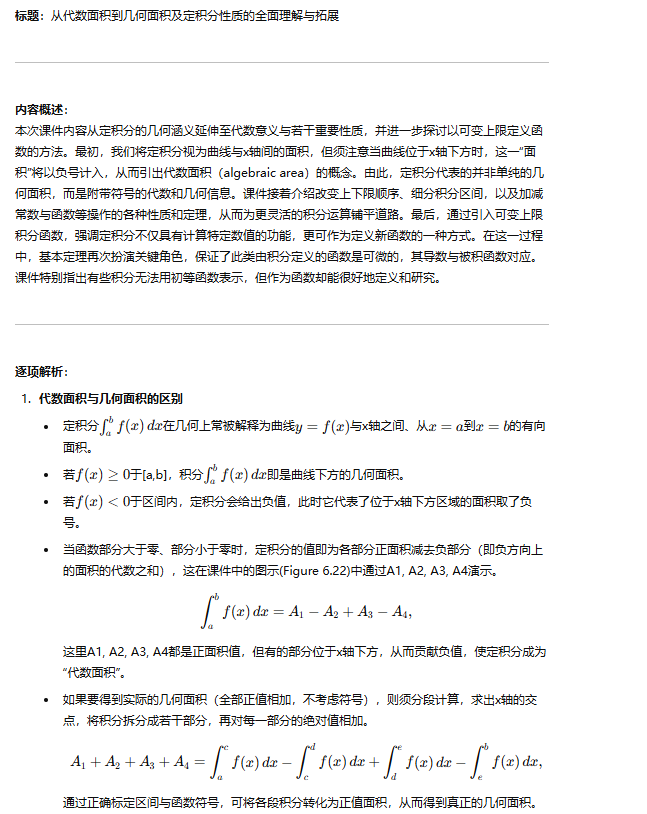 标题：从代数面积到几何面积及定积分性质的全面理解与拓展
内容概述：
本次课件内容从定积分的几何涵义延伸至代数意义与若干重要性质，并进一步探讨以可变上限定义函
数的方法。最初，我们将定积分视为曲线与x轴间的面积，但须注意当曲线位于x轴下方时，这一“面
积”将以负号计入，从而引出代数面积（algebraic area）的概念。由此，定积分代表的并非单纯的几
何面积，而是附带符号的代数和几何信息。课件接着介绍改变上下限顺序、细分积分区间，以及加减
常数与函数等操作的各种性质和定理，从而为更灵活的积分运算铺平道路。最后，通过引入可变上限
积分函数，强调定积分不仅具有计算特定数值的功能，更可作为定义新函数的一种方式。在这一过程
中，基本定理再次扮演关键角色，保证了此类由积分定义的函数是可微的，其导数与被积函数对应。
课件特别指出有些积分无法用初等函数表示，但作为函数却能很好地定义和研究。
逐项解析：
1. 代数面积与几何面积的区别
• 定积分∫_a^b f(x) dx在几何上常被解释为曲线y = f(x)与x轴之间、从x = a到x = b的有向
面积。
• 若f(x) ≥ 0于[a,b]，积分∫_a^b f(x) dx即是曲线下方的几何面积。
• 若f(x) < 0于区间内，定积分会给出负值，此时它代表了位于x轴下方区域的面积取了负
号。
• 当函数部分大于零、部分小于零时，定积分的值即为各部分正面积减去负部分（即负方向上
的面积的代数之和），这在课件中的图示(Figure 6.22)中通过A1, A2, A3, A4演示。
∫_a^b f(x) dx = A₁ − A₂ + A₃ − A₄,
这里A1, A2, A3, A4都是正面积值，但有的部分位于x轴下方，从而贡献负值，使定积分成为
“代数面积”。
• 如果要得到实际的几何面积（全部正值相加，不考虑符号），则须分段计算，求出x轴的交
点，将积分拆分成若干部分，再对每一部分的绝对值相加。
A₁ + A₂ + A₃ + A₄ = ∫_a^c f(x) dx − ∫_c^d f(x) dx + ∫_d^e f(x) dx − ∫_e^b f(x) dx,
通过正确标定区间与函数符号，可将各段积分转化为正值面积，从而得到真正的几何面积。